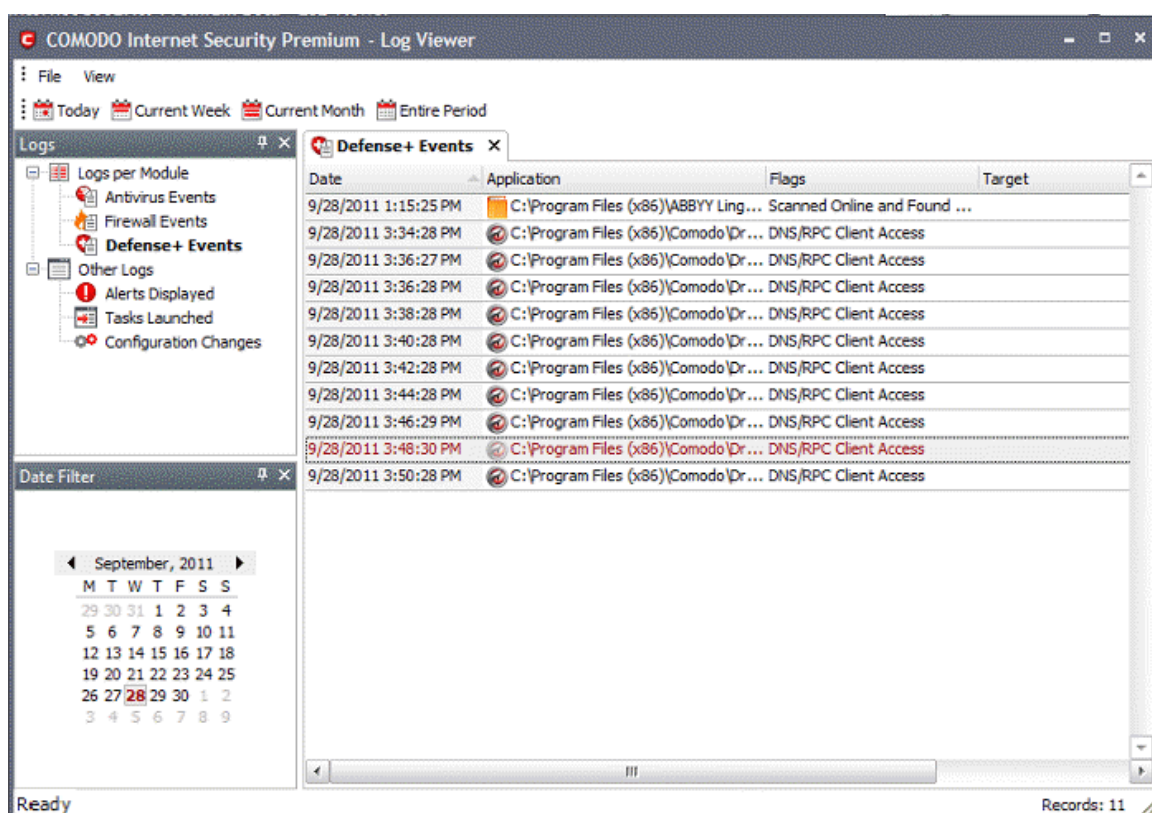 COMODO Internet Security Premium - Log Viewer
File View
Today Current Week Current Month Entire Period
Logs
Logs per Module
Antivirus Events
Firewall Events
Defense+ Events
Other Logs
Alerts Displayed
Tasks Launched
Configuration Changes
Date Filter
September, 2011
M T W T F S S
29 30 31 1 2 3 4
5 6 7 8 9 10 11
12 13 14 15 16 17 18
19 20 21 22 23 24 25
26 27 28 29 30 1 2
3 4 5 6 7 8 9
Defense+ Events
Date Application Flags Target
9/28/2011 1:15:25 PM C:\Program Files (x86)\ABBYY Ling... Scanned Online and Found ...
9/28/2011 3:34:28 PM C:\Program Files (x86)\Comodo\Dr... DNS/RPC Client Access
9/28/2011 3:36:27 PM C:\Program Files (x86)\Comodo\Dr... DNS/RPC Client Access
9/28/2011 3:36:28 PM C:\Program Files (x86)\Comodo\Dr... DNS/RPC Client Access
9/28/2011 3:38:28 PM C:\Program Files (x86)\Comodo\Dr... DNS/RPC Client Access
9/28/2011 3:40:28 PM C:\Program Files (x86)\Comodo\Dr... DNS/RPC Client Access
9/28/2011 3:42:28 PM C:\Program Files (x86)\Comodo\Dr... DNS/RPC Client Access
9/28/2011 3:44:28 PM C:\Program Files (x86)\Comodo\Dr... DNS/RPC Client Access
9/28/2011 3:46:29 PM C:\Program Files (x86)\Comodo\Dr... DNS/RPC Client Access
9/28/2011 3:48:30 PM C:\Program Files (x86)\Comodo\Dr... DNS/RPC Client Access
9/28/2011 3:50:28 PM C:\Program Files (x86)\Comodo\Dr... DNS/RPC Client Access
Ready
Records: 11